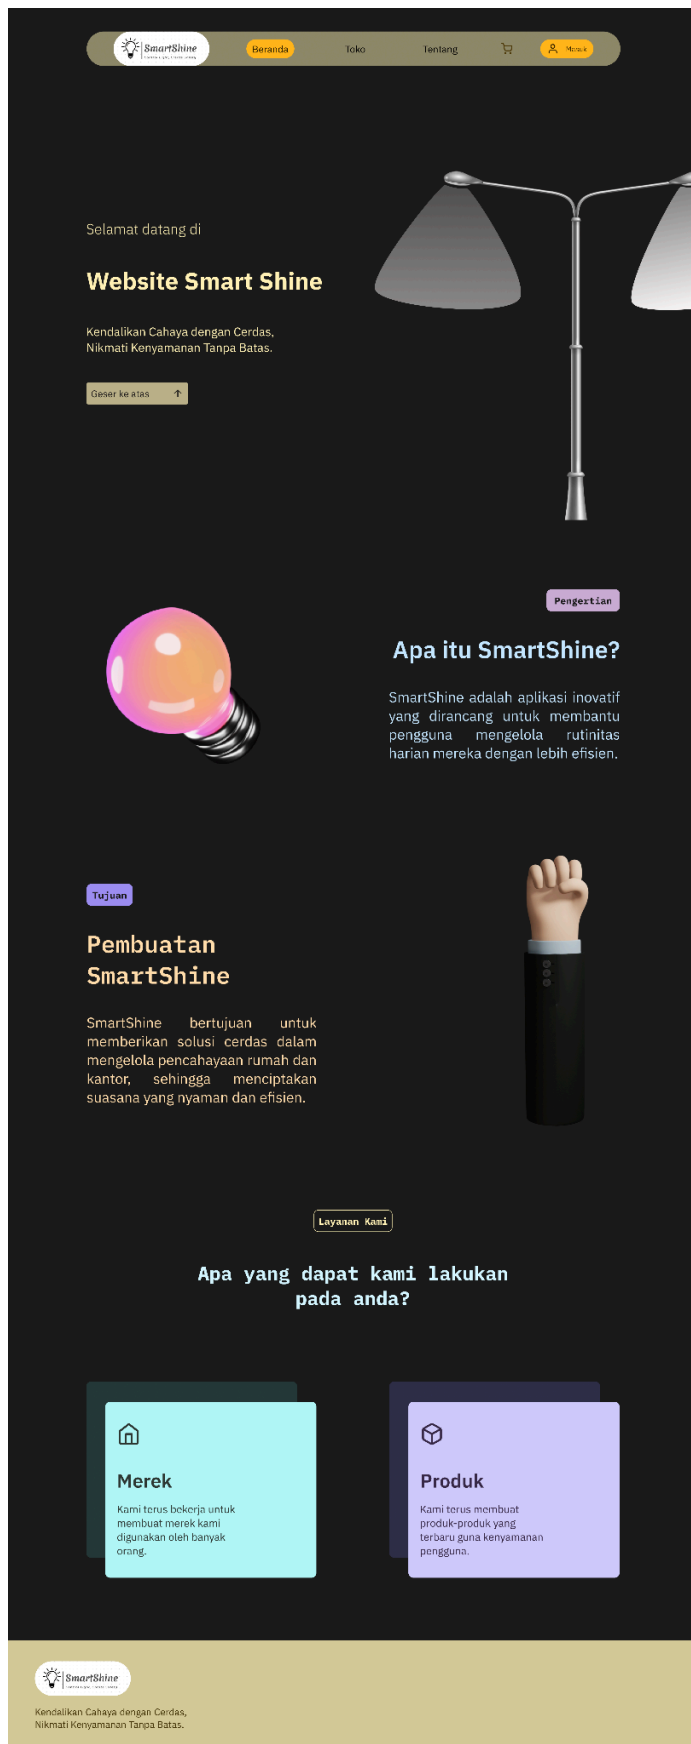 SmartShine
Beranda
Toko
Tentang
Masuk
Selamat datang di
Website Smart Shine
Kendalikan Cahaya dengan Cerdas,
Nikmati Kenyamanan Tanpa Batas.
Geser ke atas
Pengertian
Apa itu SmartShine?
SmartShine adalah aplikasi inovatif
yang dirancang untuk membantu
pengguna mengelola rutinitas
harian mereka dengan lebih efisien.
Tujuan
Pembuatan
SmartShine
SmartShine bertujuan untuk
memberikan solusi cerdas dalam
mengelola pencahayaan rumah dan
kantor, sehingga menciptakan
suasana yang nyaman dan efisien.
Layanan Kami
Apa yang dapat kami lakukan
pada anda?
Merek
Kami terus bekerja untuk
membuat merek kami
digunakan oleh banyak
orang.
Produk
Kami terus membuat
produk-produk yang
terbaru guna kenyamanan
pengguna.
SmartShine
Kendalikan Cahaya dengan Cerdas,
Nikmati Kenyamanan Tanpa Batas.